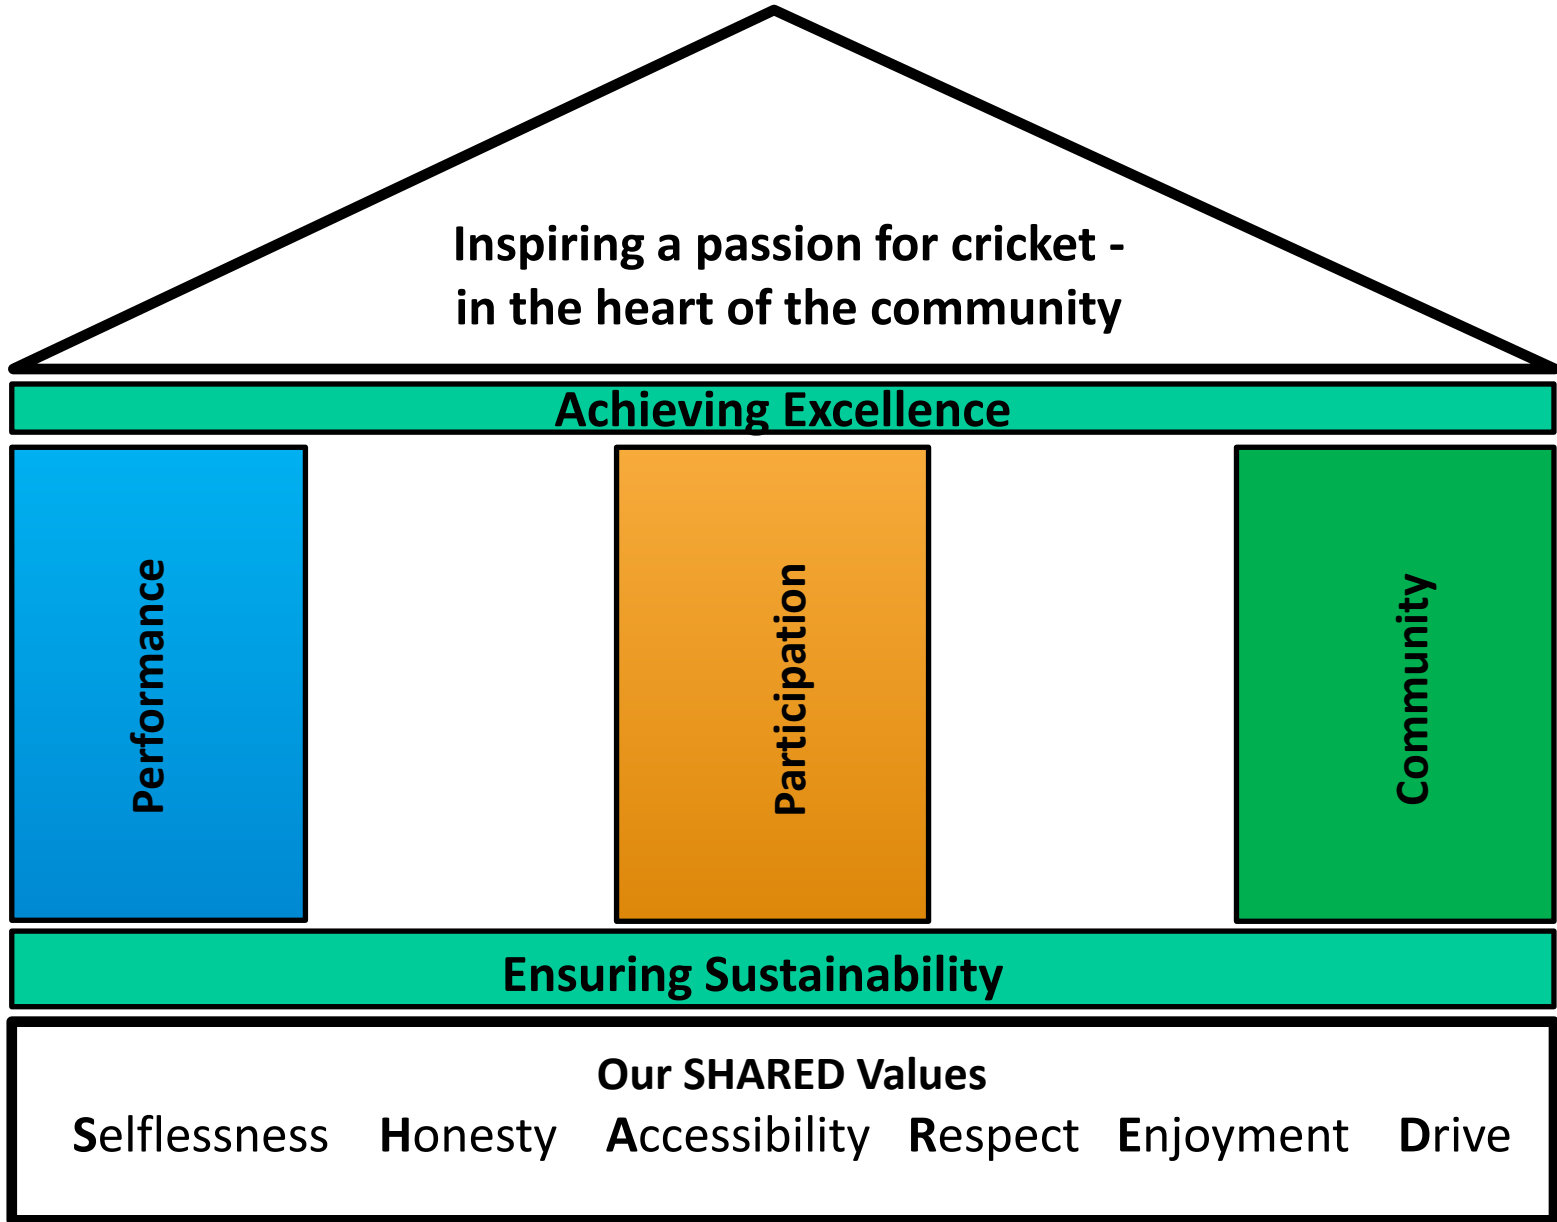 Inspiring a passion for cricket -
in the heart of the community
Achieving Excellence
Performance
Participation
Community
Ensuring Sustainability
Our SHARED Values
Selflessness Honesty Accessibility Respect Enjoyment Drive